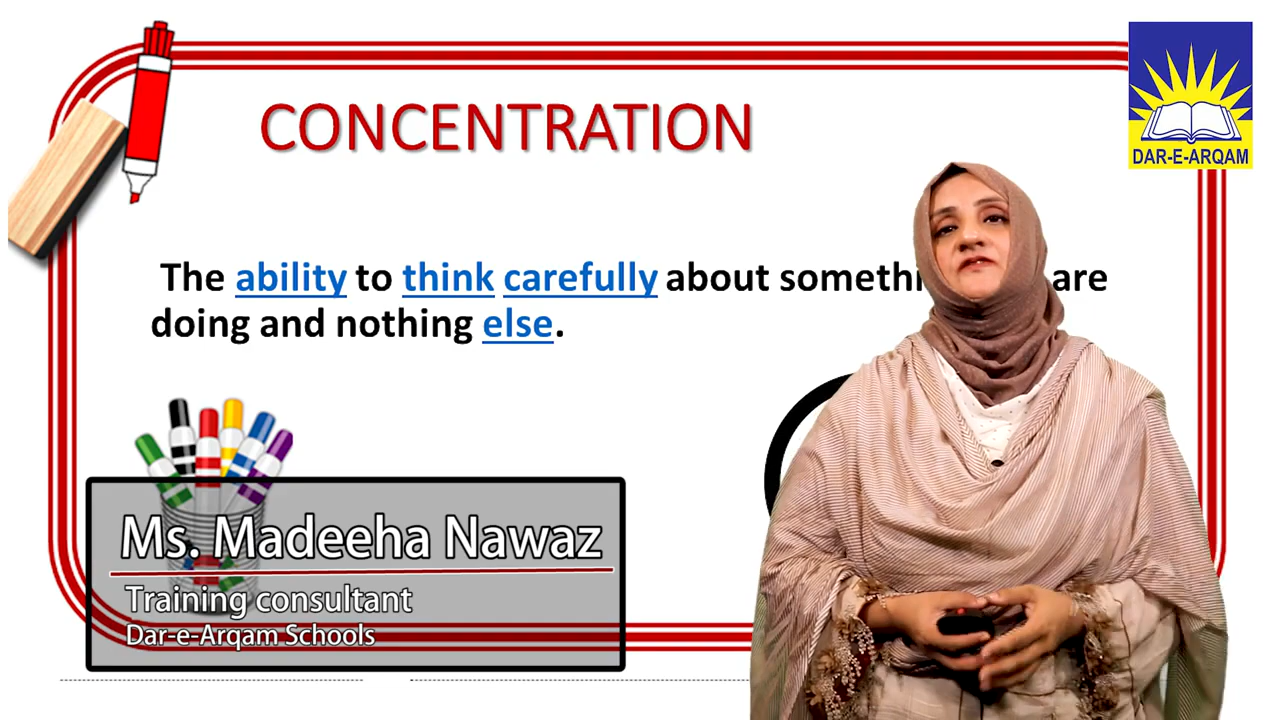 CONCENTRATION
DAR-E-ARQAM
The ability to think carefully about somethi are
doing and nothing else.
Ms. Madeeha Nawaz
Training consultant
Dar-e-Arqam Schools